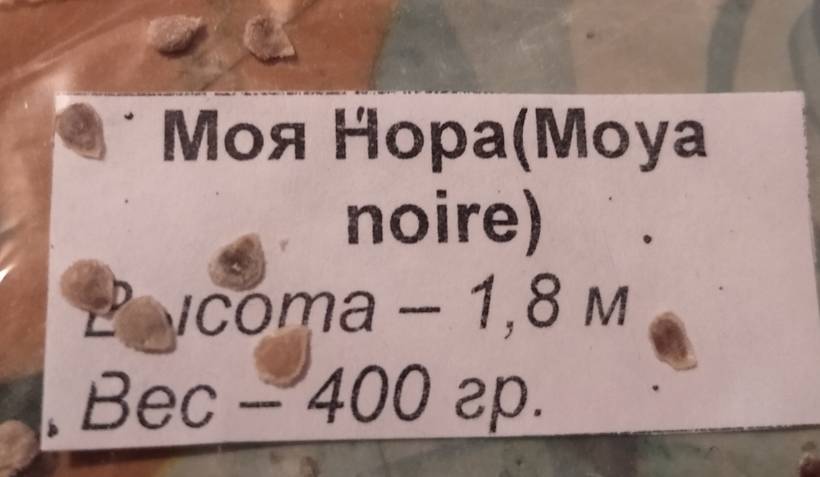 Моя Нора(Moya
noire)
Высота – 1,8 м
Вес – 400 гр.